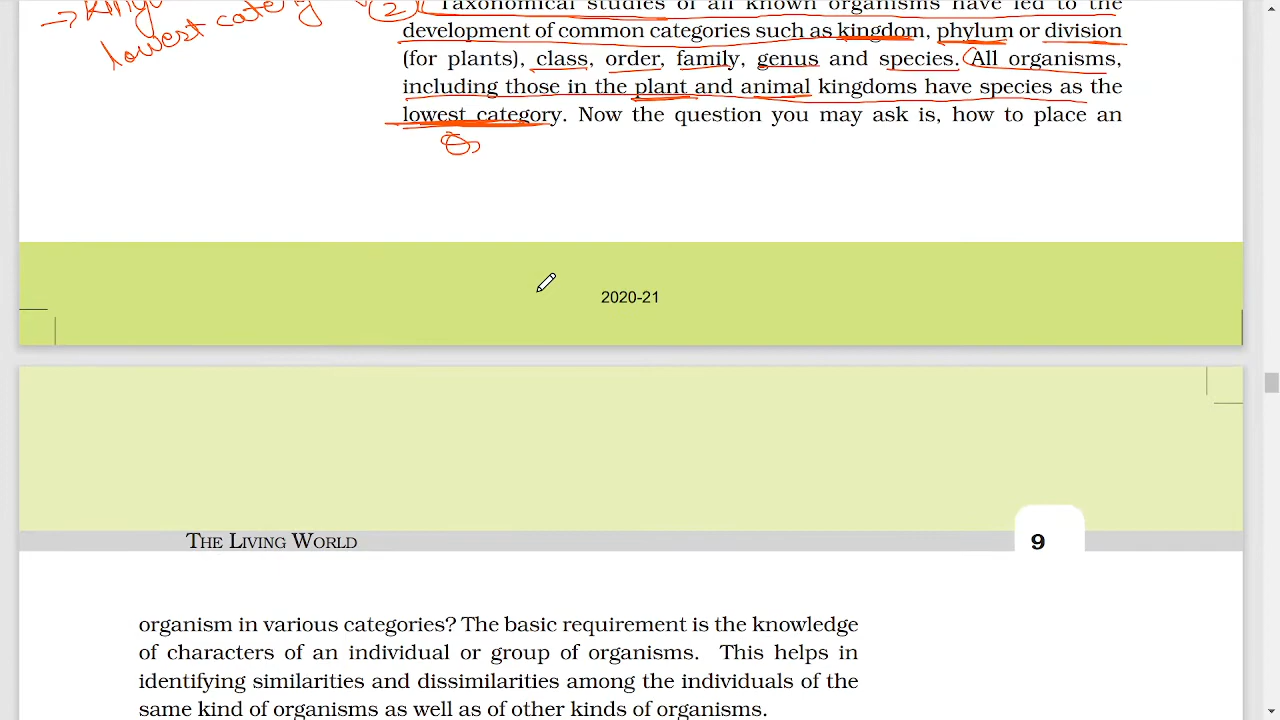 Taxonomical studies of all known organisms have led to the
2
lowest category
development of common categories such as kingdom, phylum or division
(for plants), class, order, family, genus and species. All organisms,
including those in the plant and animal kingdoms have species as the
lowest category. Now the question you may ask is, how to place an
2020-21
THE LIVING WORLD
9
organism in various categories? The basic requirement is the knowledge
of characters of an individual or group of organisms. This helps in
identifying similarities and dissimilarities among the individuals of the
same kind of organisms as well as of other kinds of organisms.